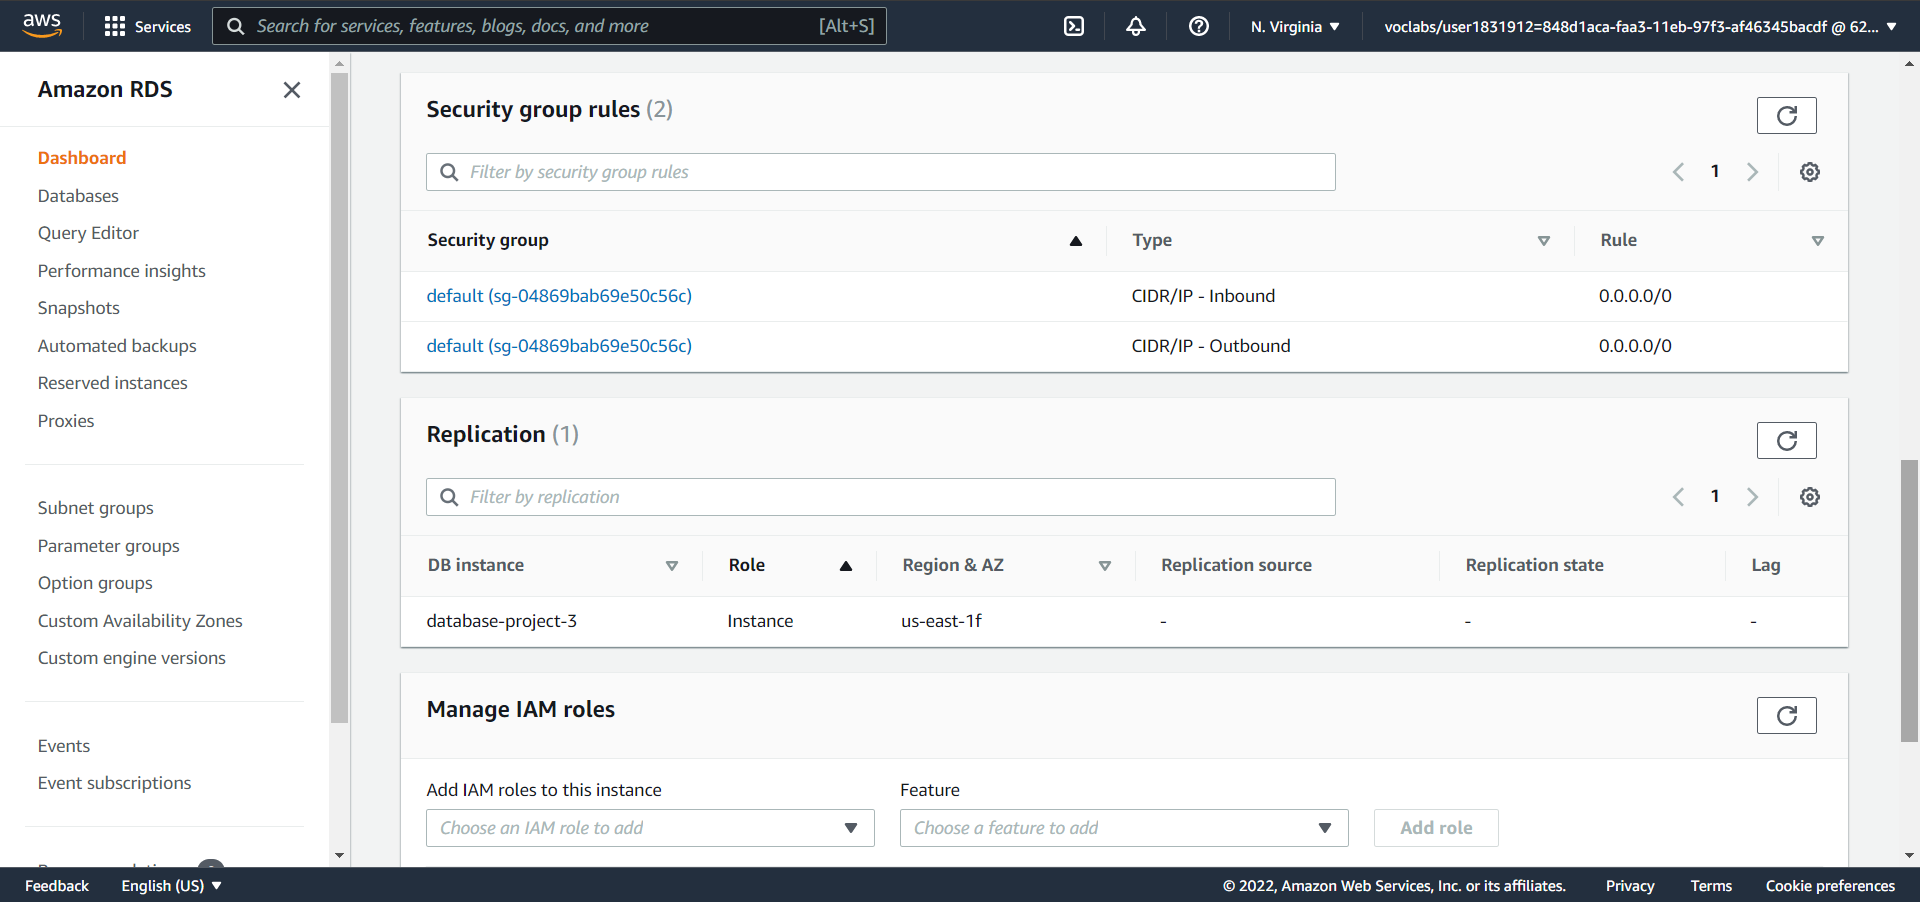 aws
Services
Search for services, features, blogs, docs, and more
[Alt+S]
N. Virginia
voclabs/user1831912=848d1aca-faa3-11eb-97f3-af46345bacdf @ 62...
Amazon RDS
Dashboard
Databases
Query Editor
Performance insights
Snapshots
Automated backups
Reserved instances
Proxies
Subnet groups
Parameter groups
Option groups
Custom Availability Zones
Custom engine versions
Events
Event subscriptions
Security group rules (2)
Filter by security group rules
1
Security group Type Rule
default (sg-04869bab69e50c56c) CIDR/IP - Inbound 0.0.0.0/0
default (sg-04869bab69e50c56c) CIDR/IP - Outbound 0.0.0.0/0
Replication (1)
Filter by replication
1
DB instance Role Region & AZ Replication source Replication state Lag
database-project-3 Instance us-east-1f - - -
Manage IAM roles
Add IAM roles to this instance Feature
Choose an IAM role to add Choose a feature to add Add role
Feedback English (US) © 2022, Amazon Web Services, Inc. or its affiliates. Privacy Terms Cookie preferences